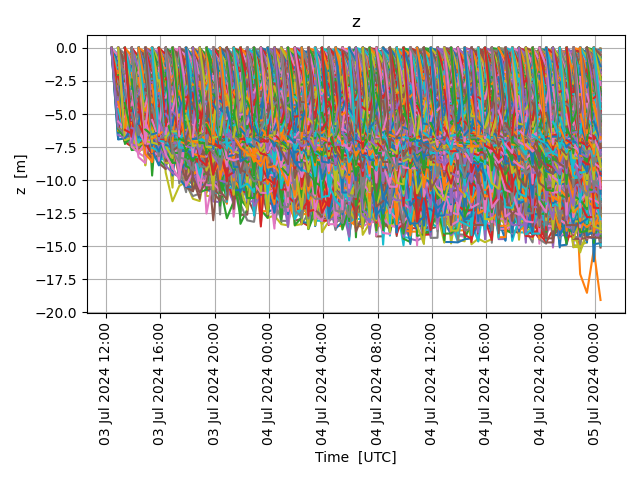 z
0.0
−2.5
−5.0
−7.5
−10.0
−12.5
−15.0
−17.5
−20.0
z [m]
03 Jul 2024 12:00
03 Jul 2024 16:00
03 Jul 2024 20:00
04 Jul 2024 00:00
04 Jul 2024 04:00
04 Jul 2024 08:00
04 Jul 2024 12:00
04 Jul 2024 16:00
04 Jul 2024 20:00
05 Jul 2024 00:00
Time [UTC]